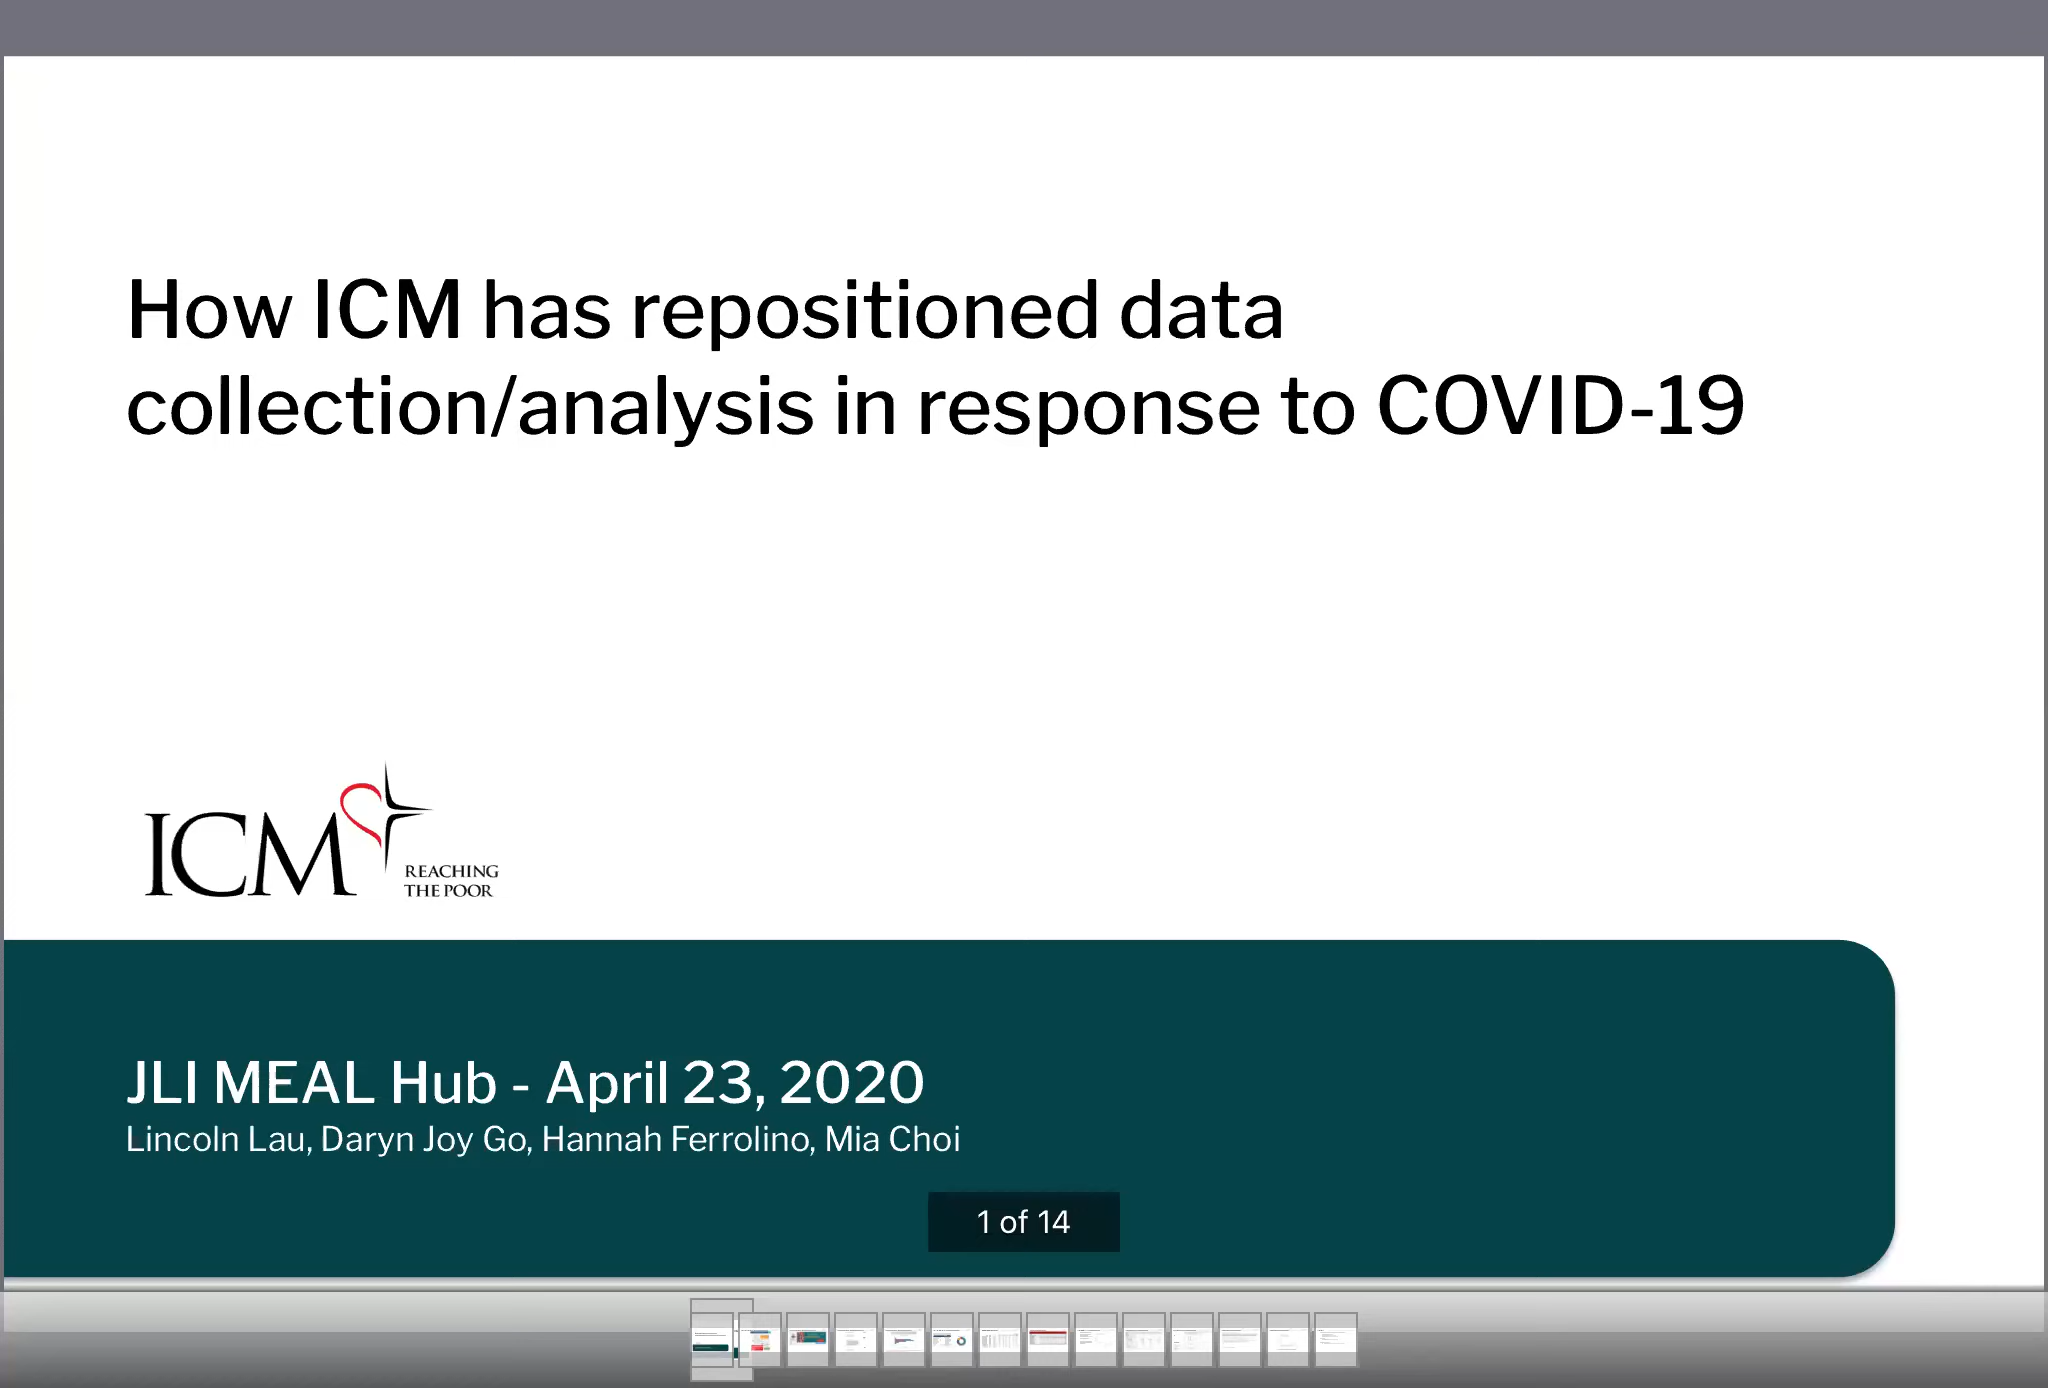 How ICM has repositioned data
collection/analysis in response to COVID-19
ICM
REACHING
THE POOR
JLI MEAL Hub - April 23, 2020
Lincoln Lau, Daryn Joy Go, Hannah Ferrolino, Mia Choi
1 of 14